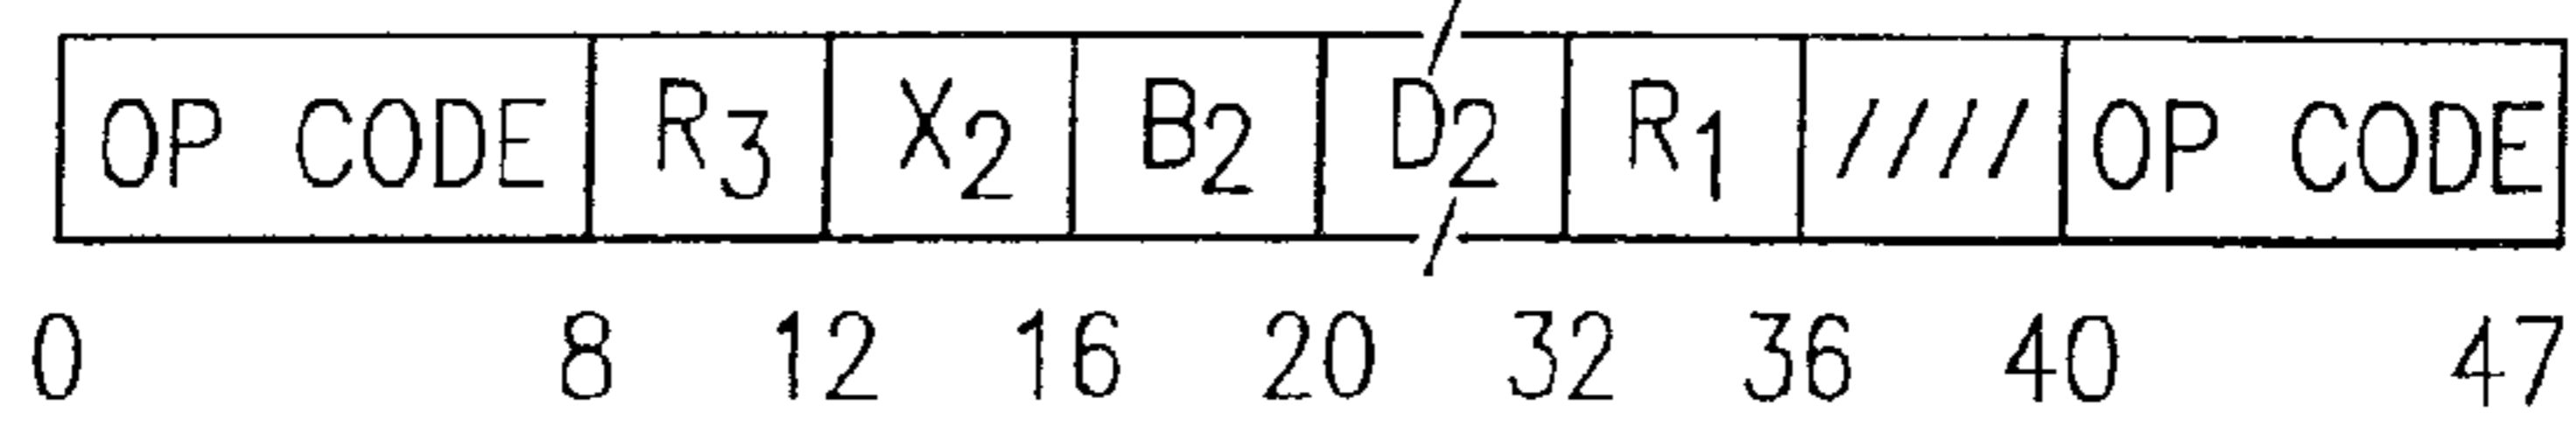 OP CODE R₃ X₂ B₂ D₂ R₁ //// OP CODE
0 8 12 16 20 32 36 40 47